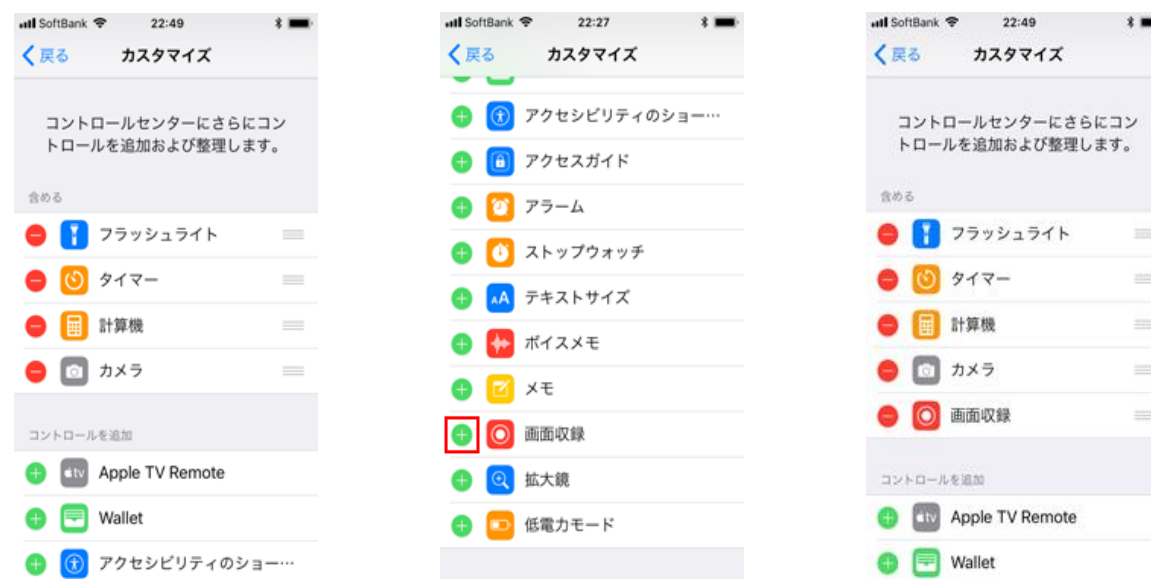 SoftBank 22:49
戻る カスタマイズ
コントロールセンターにさらにコン
トロールを追加および整理します。
含める
フラッシュライト
タイマー
計算機
カメラ
コントロールを追加
tv Apple TV Remote
Wallet
アクセシビリティのショー…
SoftBank 22:27
戻る カスタマイズ
アクセシビリティのショー…
アクセスガイド
アラーム
ストップウォッチ
AA テキストサイズ
ボイスメモ
メモ
画面収録
拡大鏡
低電力モード
SoftBank 22:49
戻る カスタマイズ
コントロールセンターにさらにコン
トロールを追加および整理します。
含める
フラッシュライト
タイマー
計算機
カメラ
画面収録
コントロールを追加
tv Apple TV Remote
Wallet